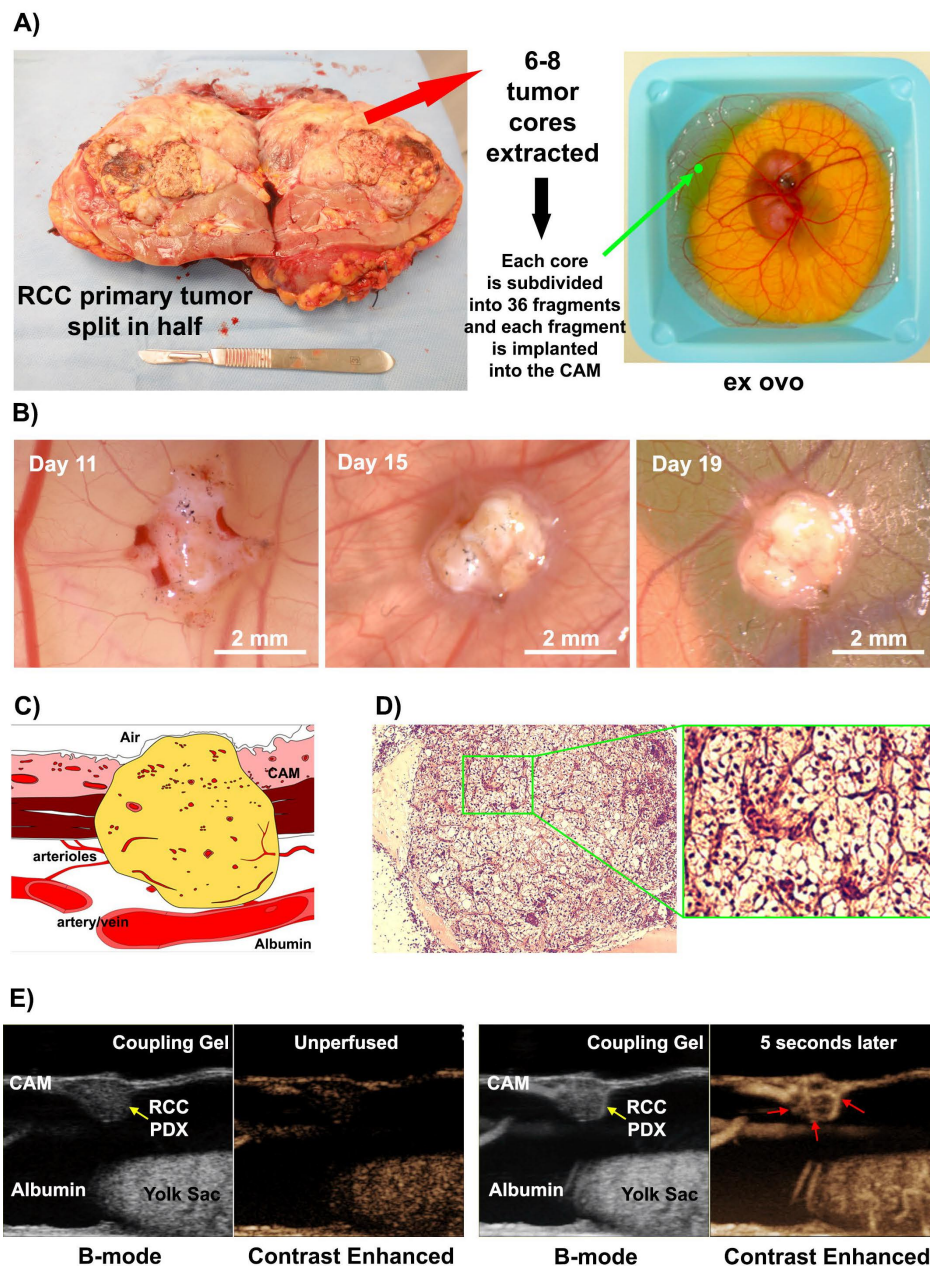 A)
6-8
tumor
cores
extracted
Each core
is subdivided
into 36 fragments
and each fragment
is implanted
into the CAM
RCC primary tumor
split in half
ex ovo
B)
Day 11
2 mm
Day 15
2 mm
Day 19
2 mm
C)
Air
CAM
arterioles
artery/vein
Albumin
D)
E)
Coupling Gel
CAM
RCC
PDX
Albumin
Yolk Sac
B-mode
Unperfused
Contrast Enhanced
Coupling Gel
CAM
RCC
PDX
Albumin
Yolk Sac
B-mode
5 seconds later
Contrast Enhanced